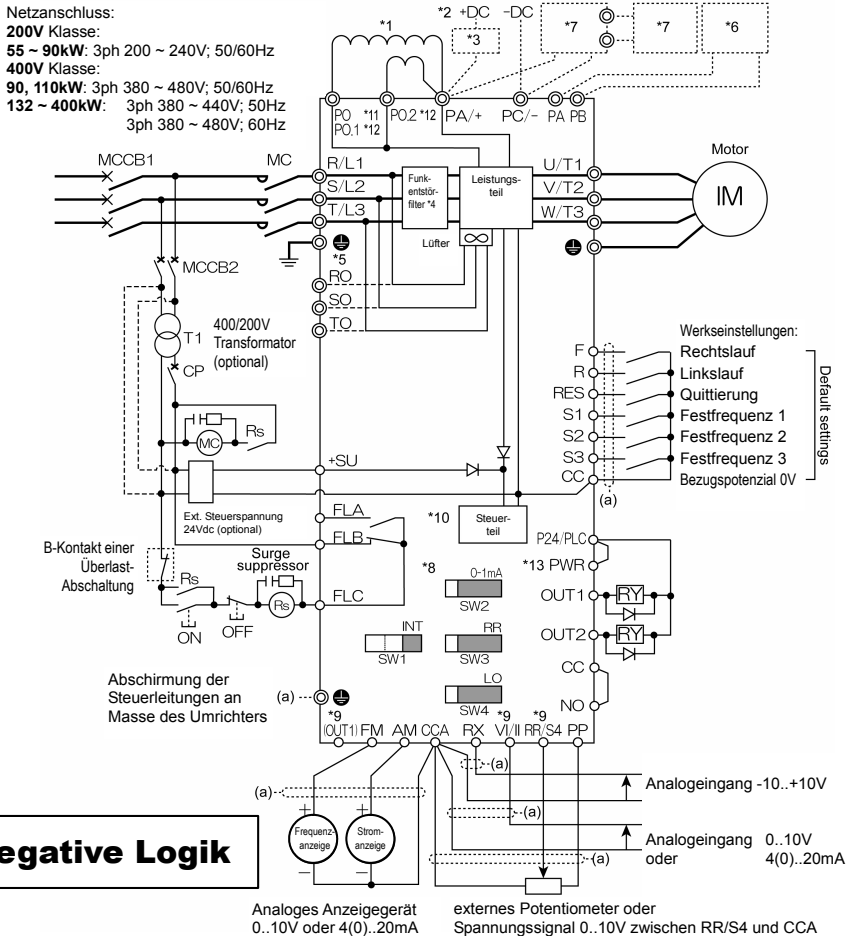 Netzanschluss:
200V Klasse:
55 ~ 90kW: 3ph 200 ~ 240V; 50/60Hz
400V Klasse:
90, 110kW: 3ph 380 ~ 480V; 50/60Hz
132 ~ 400kW: 3ph 380 ~ 440V; 50Hz
3ph 380 ~ 480V; 60Hz
*1
*2 +DC -DC
*3
*7
*7
*6
PO *11 PO.2 *12 PA/+ PC/- PA PB
PO.1 *12
MCCB1
MC
R/L1
S/L2
T/L3
Funk-
entstör-
filter *4
Leistungs-
teil
Lüfter
U/T1
V/T2
W/T3
Motor
IM
*5
RO
SO
TO
MCCB2
T1
400/200V
Transformator
(optional)
CP
MC
Rs
Werkseinstellungen:
F Rechtslauf
R Linkslauf
RES Quittierung
S1 Festfrequenz 1
S2 Festfrequenz 2
S3 Festfrequenz 3
CC Bezugspotenzial 0V
Default settings
(a)
+SU
Ext. Steuerspannung
24Vdc (optional)
FLA
FLB
FLC
*10
Steuer-
teil
B-Kontakt einer
Überlast-
Abschaltung
Surge
suppressor
Rs
Rs
ON
OFF
P24/PLC
*13 PWR
OUT1 RY
OUT2 RY
CC
NO
*8
0-1mA
SW2
INT
SW1
RR
SW3
LO
SW4
Abschirmung der
Steuerleitungen an
Masse des Umrichters
(a)
*9 *9 *9
(OUT1) FM AM CCA RX VI/II RR/S4 PP
(a)
(a)
(a)
(a)
Analogeingang -10..+10V
Analogeingang 0..10V
oder 4(0)..20mA
+ +
Frequenz-
anzeige
Strom-
anzeige
− −
egative Logik
Analoges Anzeigegerät
0..10V oder 4(0)..20mA
externes Potentiometer oder
Spannungssignal 0..10V zwischen RR/S4 und CCA